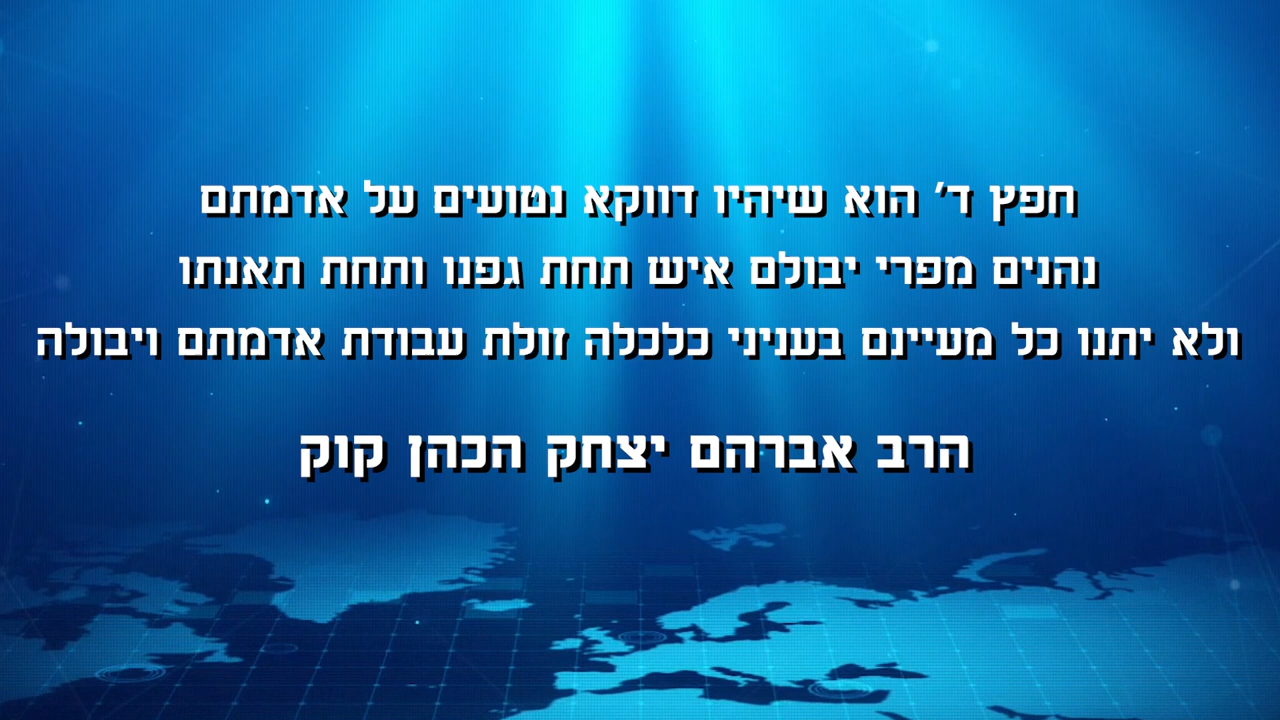 חפץ ד׳ הוא שיהיו דווקא נטועים על אדמתם
נהנים מפרי יבולם איש תחת גפנו ותחת תאנתו
ולא יתנו כל מעיינם בעניני כלכלה זולת עבודת אדמתם ויבולה
הרב אברהם יצחק הכהן קוק